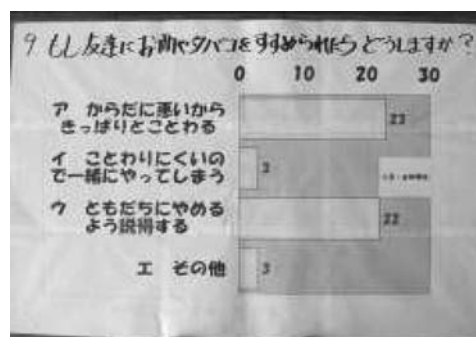 9 もし友達にお酒やタバコをすすめられたらどうしますか?
0 10 20 30
ア からだに悪いから
きっぱりとことわる
23
イ ことわりにくいの
で一緒にやってしまう
3
ウ ともだちにやめる
よう説得する
22
エ その他
3